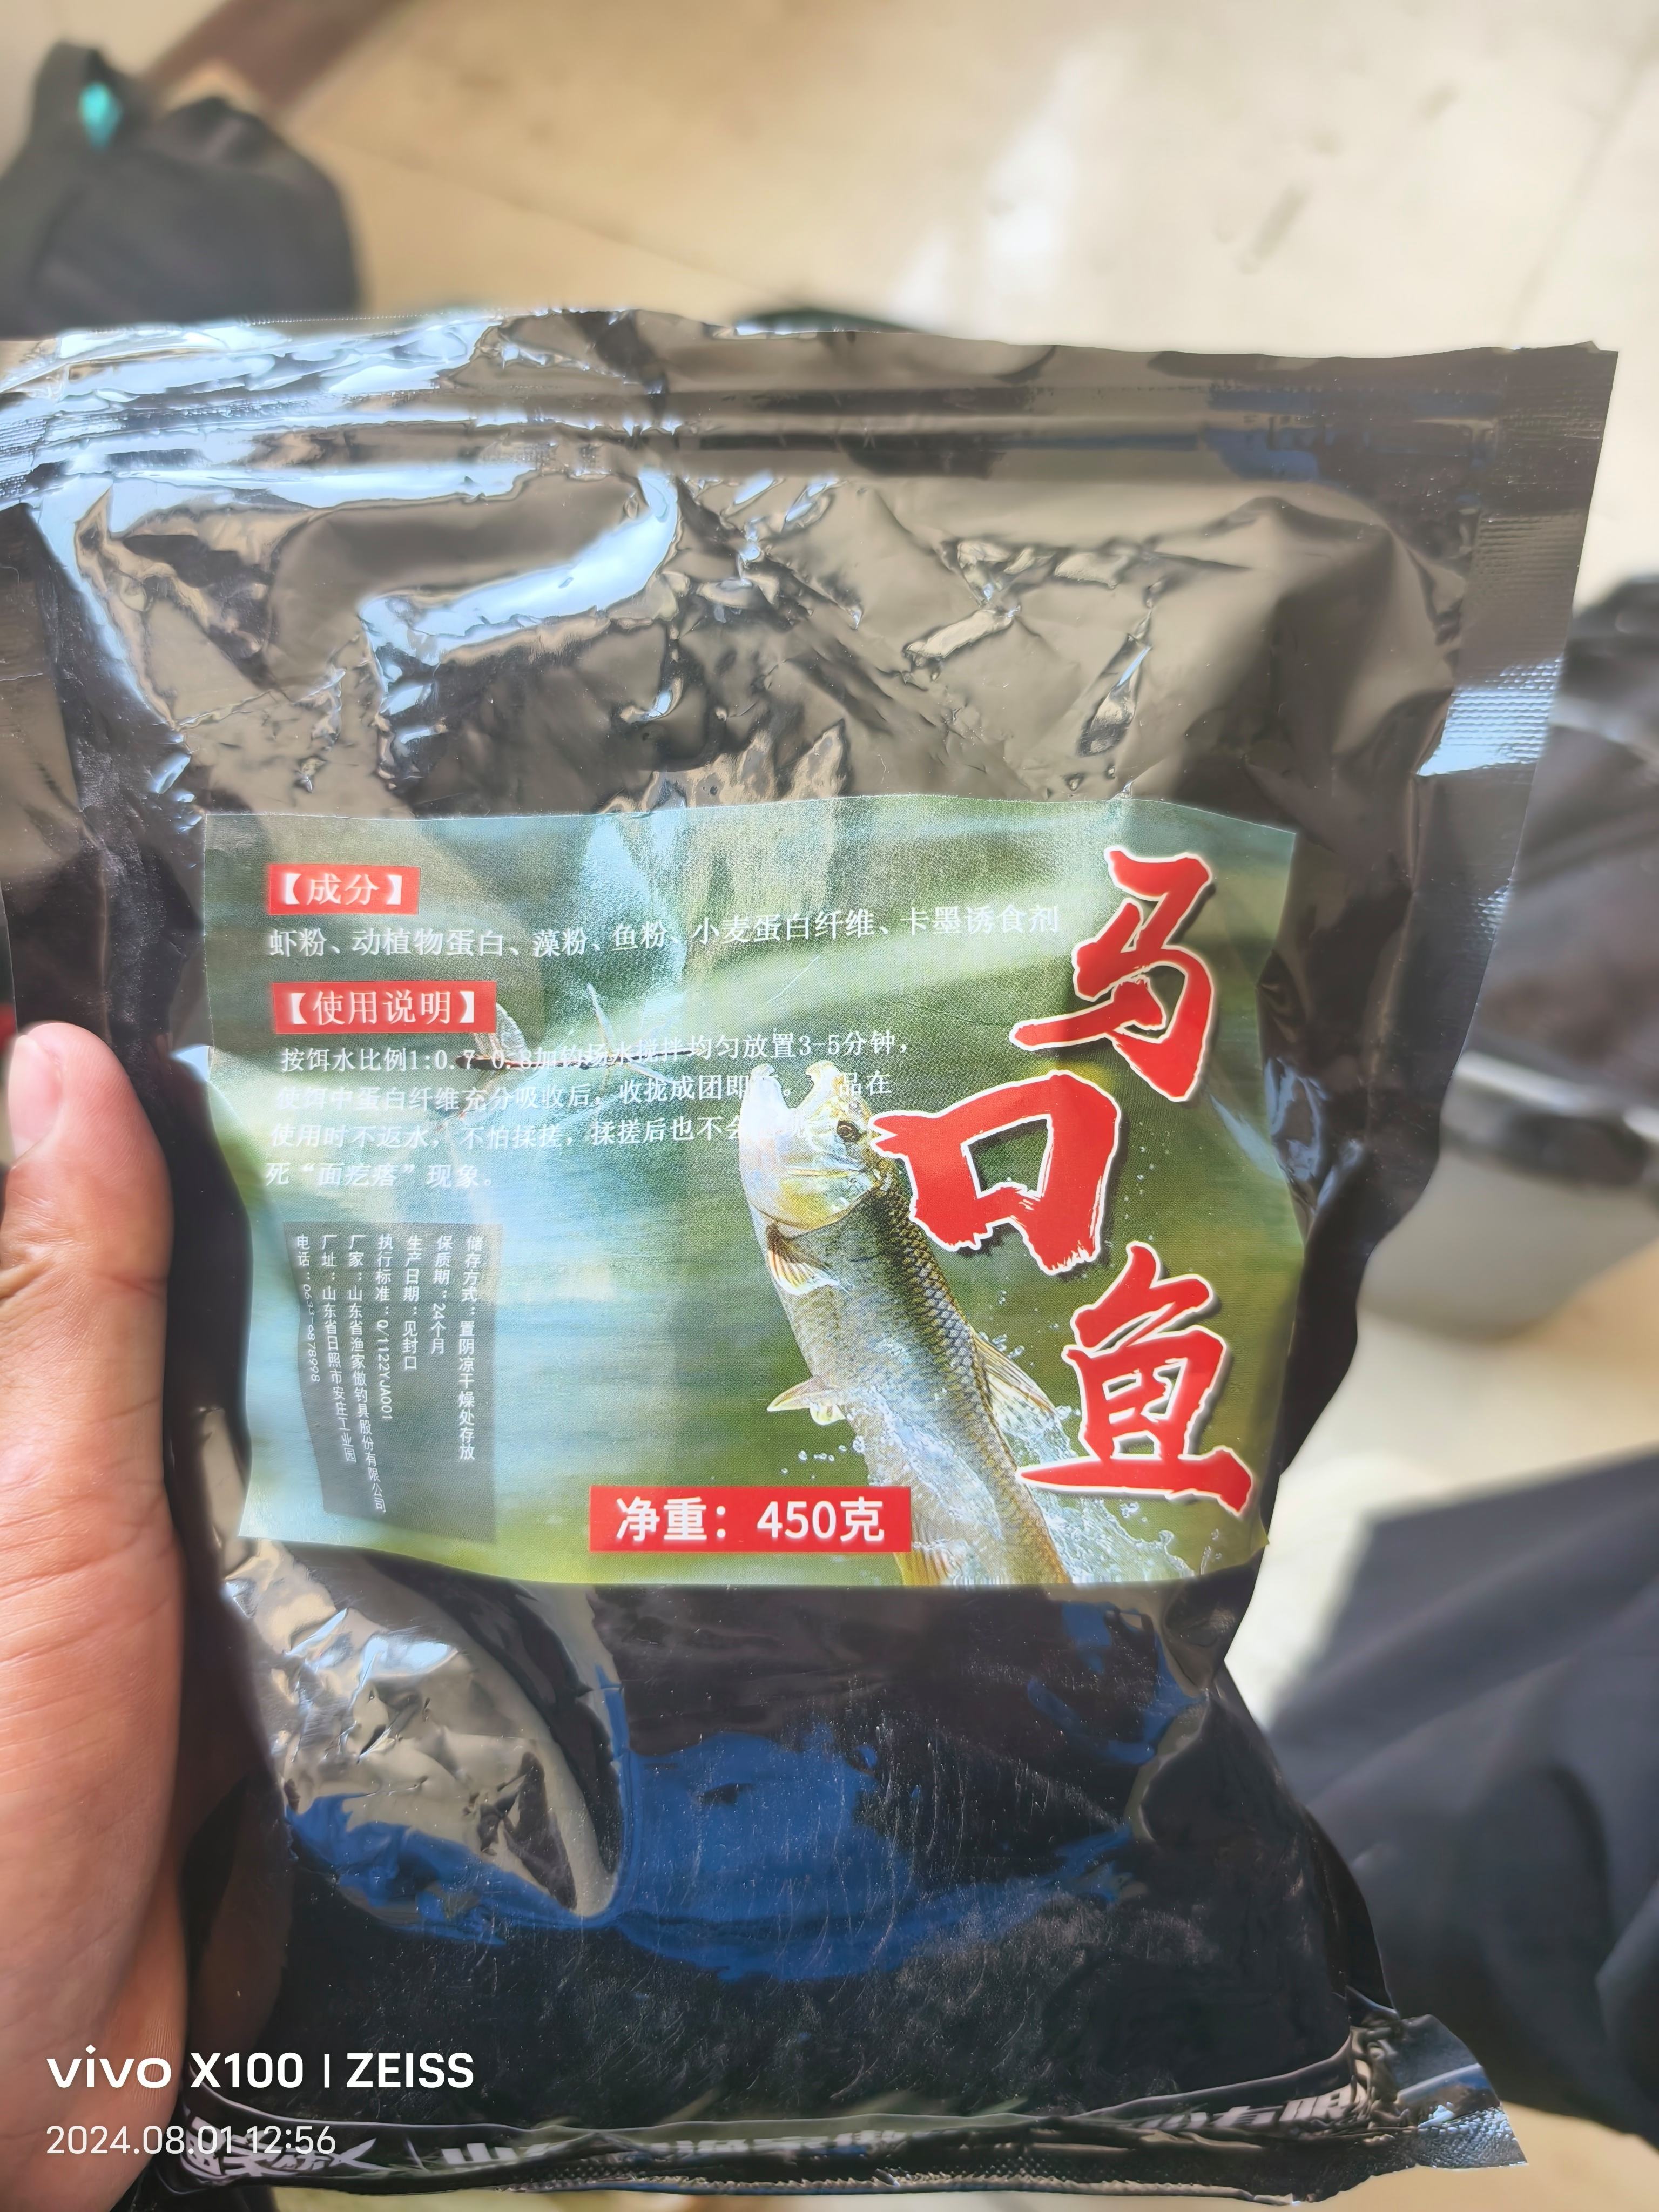 【成分】
虾粉、动植物蛋白、藻粉、鱼粉、小麦蛋白纤维、卡墨诱食剂
【使用说明】
按饵水比例1:0.7-0.8加钓场水搅拌均匀放置3-5分钟，
使饵中蛋白纤维充分吸收后，收拢成团即 。 品在
使用时不返水，不怕揉搓，揉搓后也不会
死“面疙瘩”现象。
马口鱼
储存方式：置阴凉干燥处存放
保质期：24个月
生产日期：见封口
执行标准：Q/1122YJA001
厂家：山东省渔家傲钓具股份有限公司
厂址：山东省日照市安庄工业园
电话：
净重：450克
vivo X100 | ZEISS
2024.08.01 12:56